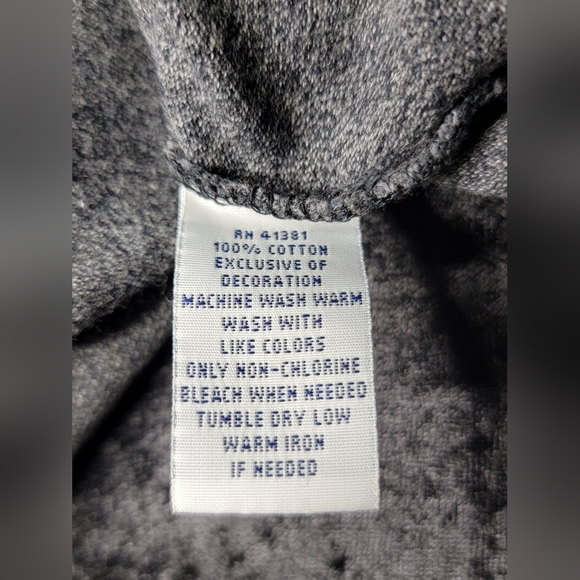 RN 41381
100% COTTON
EXCLUSIVE OF
DECORATION
MACHINE WASH WARM
WASH WITH
LIKE COLORS
ONLY NON-CHLORINE
BLEACH WHEN NEEDED
TUMBLE DRY LOW
WARM IRON
IF NEEDED